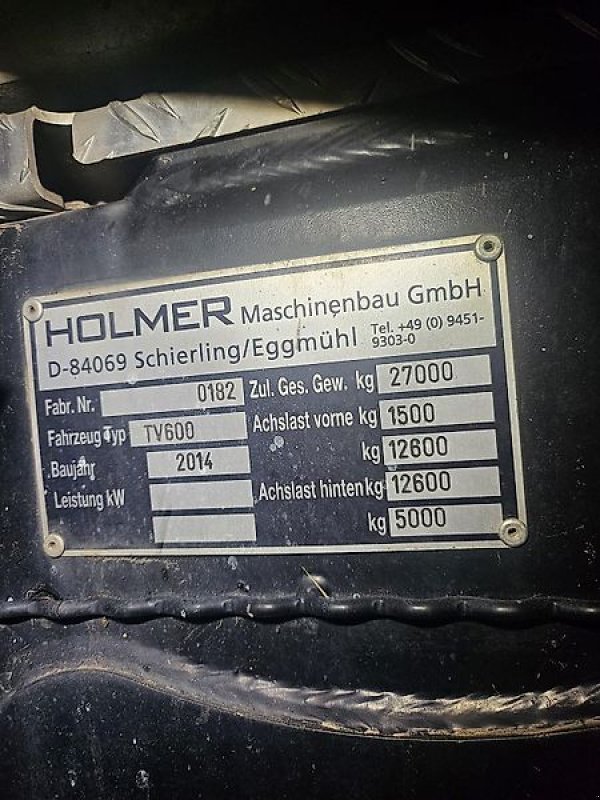 HOLMER Maschinenbau GmbH
D-84069 Schierling/Eggmühl Tel. +49 (0) 9451-
9303-0
Fabr. Nr. 0182 Zul. Ges. Gew. kg 27000
Fahrzeug Typ TV600 Achslast vorne kg 1500
kg 12600
Baujahr 2014
Leistung kW Achslast hinten kg 12600
kg 5000